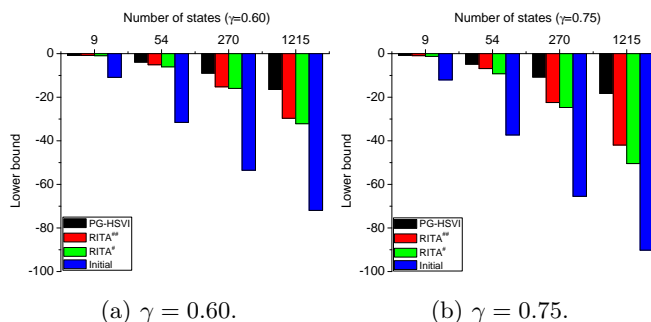 Number of states (γ=0.60)
9 54 270 1215
0
-20
-40
-60
-80
-100
Lower bound
PG-HSVI
RITA##
RITA#
Initial
(a) γ = 0.60.
Number of states (γ=0.75)
9 54 270 1215
0
-20
-40
-60
-80
-100
Lower bound
PG-HSVI
RITA##
RITA#
Initial
(b) γ = 0.75.